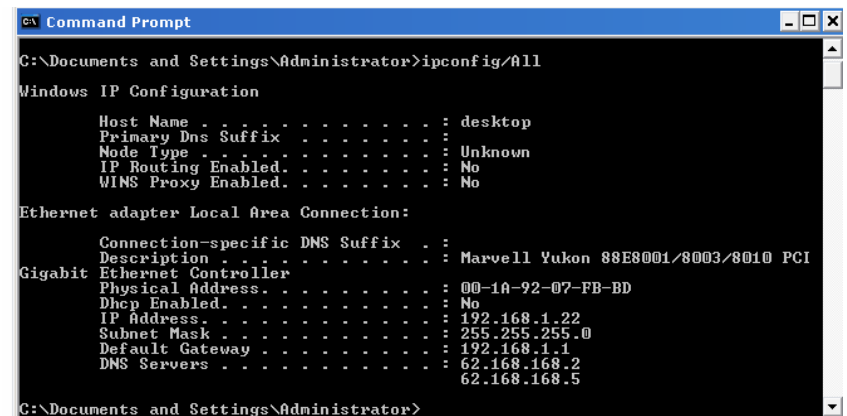 Command Prompt
C:\Documents and Settings\Administrator>ipconfig/All
Windows IP Configuration
Host Name . . . . . . . . . . . . : desktop
Primary Dns Suffix . . . . . . . :
Node Type . . . . . . . . . . . . : Unknown
IP Routing Enabled. . . . . . . . : No
WINS Proxy Enabled. . . . . . . . : No
Ethernet adapter Local Area Connection:
Connection-specific DNS Suffix . :
Description . . . . . . . . . . . : Marvell Yukon 88E8001/8003/8010 PCI
Gigabit Ethernet Controller
Physical Address. . . . . . . . . : 00-1A-92-07-FB-BD
Dhcp Enabled. . . . . . . . . . . : No
IP Address. . . . . . . . . . . . : 192.168.1.22
Subnet Mask . . . . . . . . . . . : 255.255.255.0
Default Gateway . . . . . . . . . : 192.168.1.1
DNS Servers . . . . . . . . . . . : 62.168.168.2
62.168.168.5
C:\Documents and Settings\Administrator>